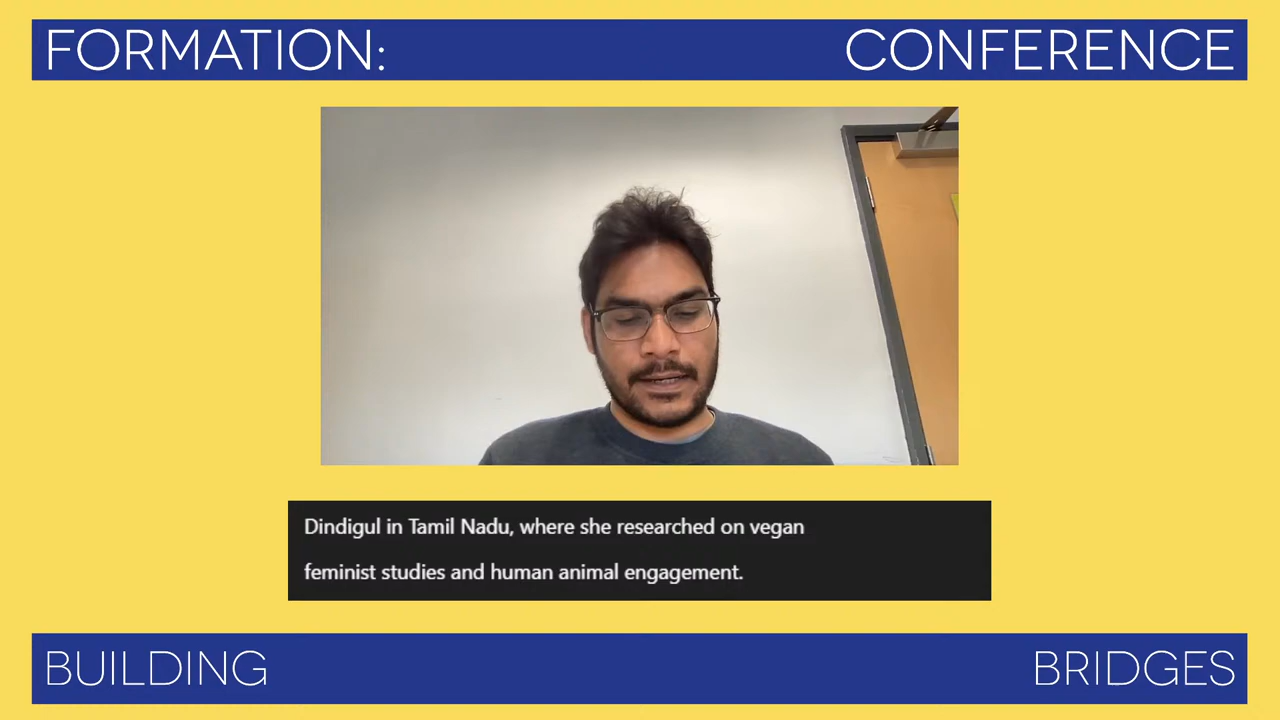 FORMATION: CONFERENCE
Dindigul in Tamil Nadu, where she researched on vegan
feminist studies and human animal engagement.
BUILDING BRIDGES